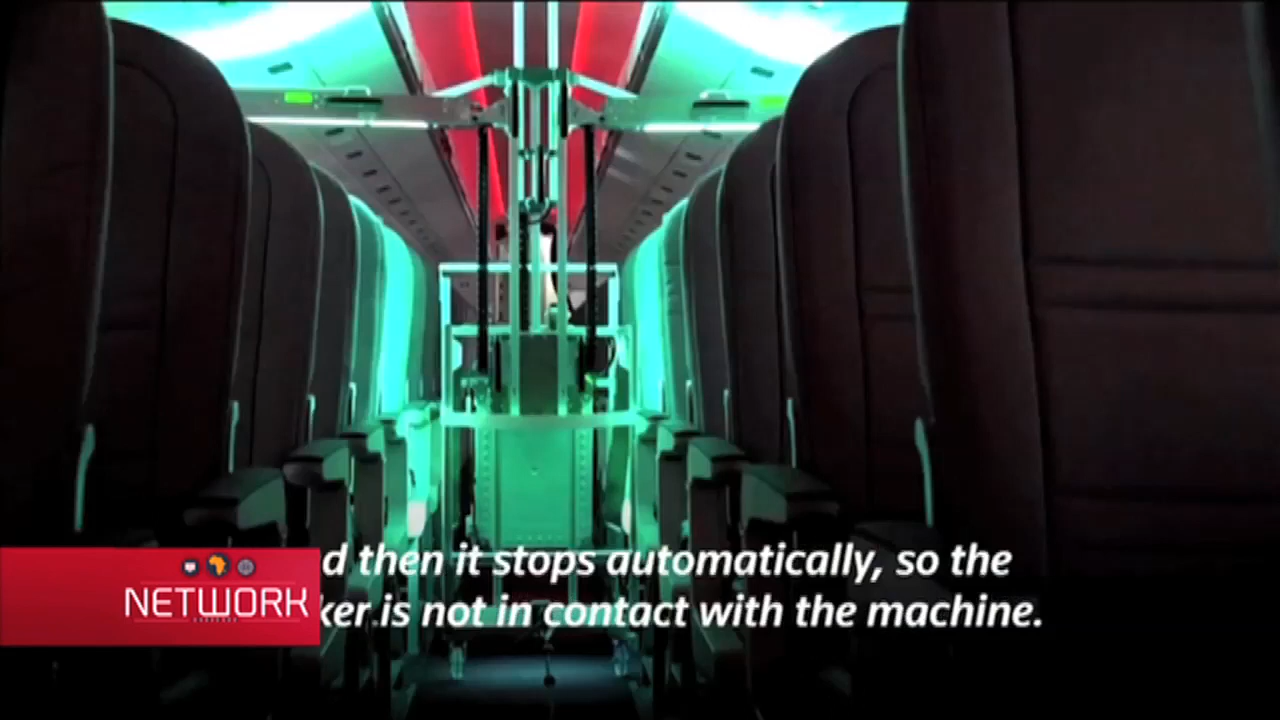 d then it stops automatically, so the
NETWORK
ker is not in contact with the machine.